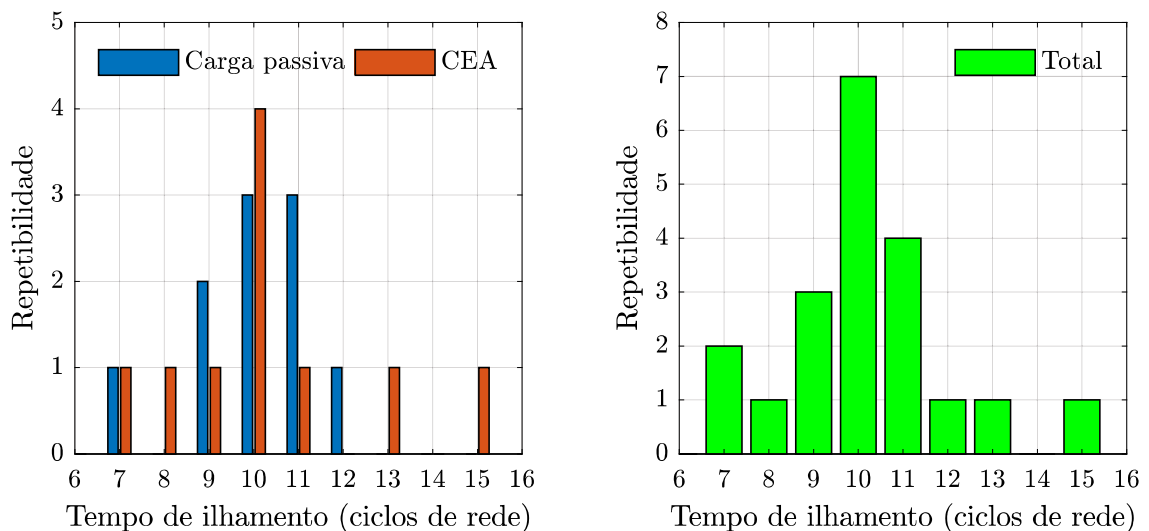 Carga passiva CEA
Repetibilidade
5
4
3
2
1
0
6 7 8 9 10 11 12 13 14 15 16
Tempo de ilhamento (ciclos de rede)
Total
Repetibilidade
8
7
6
5
4
3
2
1
0
6 7 8 9 10 11 12 13 14 15 16
Tempo de ilhamento (ciclos de rede)